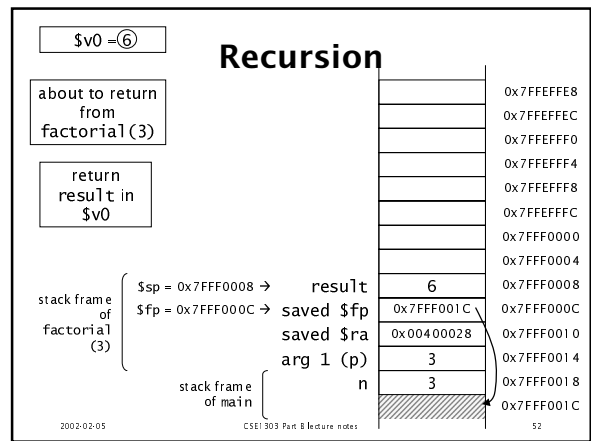 $v0 = 6
Recursion
about to return
from
factorial(3)
return
result in
$v0
0x7FFEFFE8
0x7FFEFFEC
0x7FFEFFF0
0x7FFEFFF4
0x7FFEFFF8
0x7FFEFFFC
0x7FFF0000
0x7FFF0004
$sp = 0x7FFF0008 → result 6 0x7FFF0008
$fp = 0x7FFF000C → saved $fp 0x7FFF001C 0x7FFF000C
saved $ra 0x00400028 0x7FFF0010
arg 1 (p) 3 0x7FFF0014
n 3 0x7FFF0018
0x7FFF001C
stack frame
of
factorial
(3)
stack frame
of main
2002-02-05 CSE1303 Part B lecture notes 52